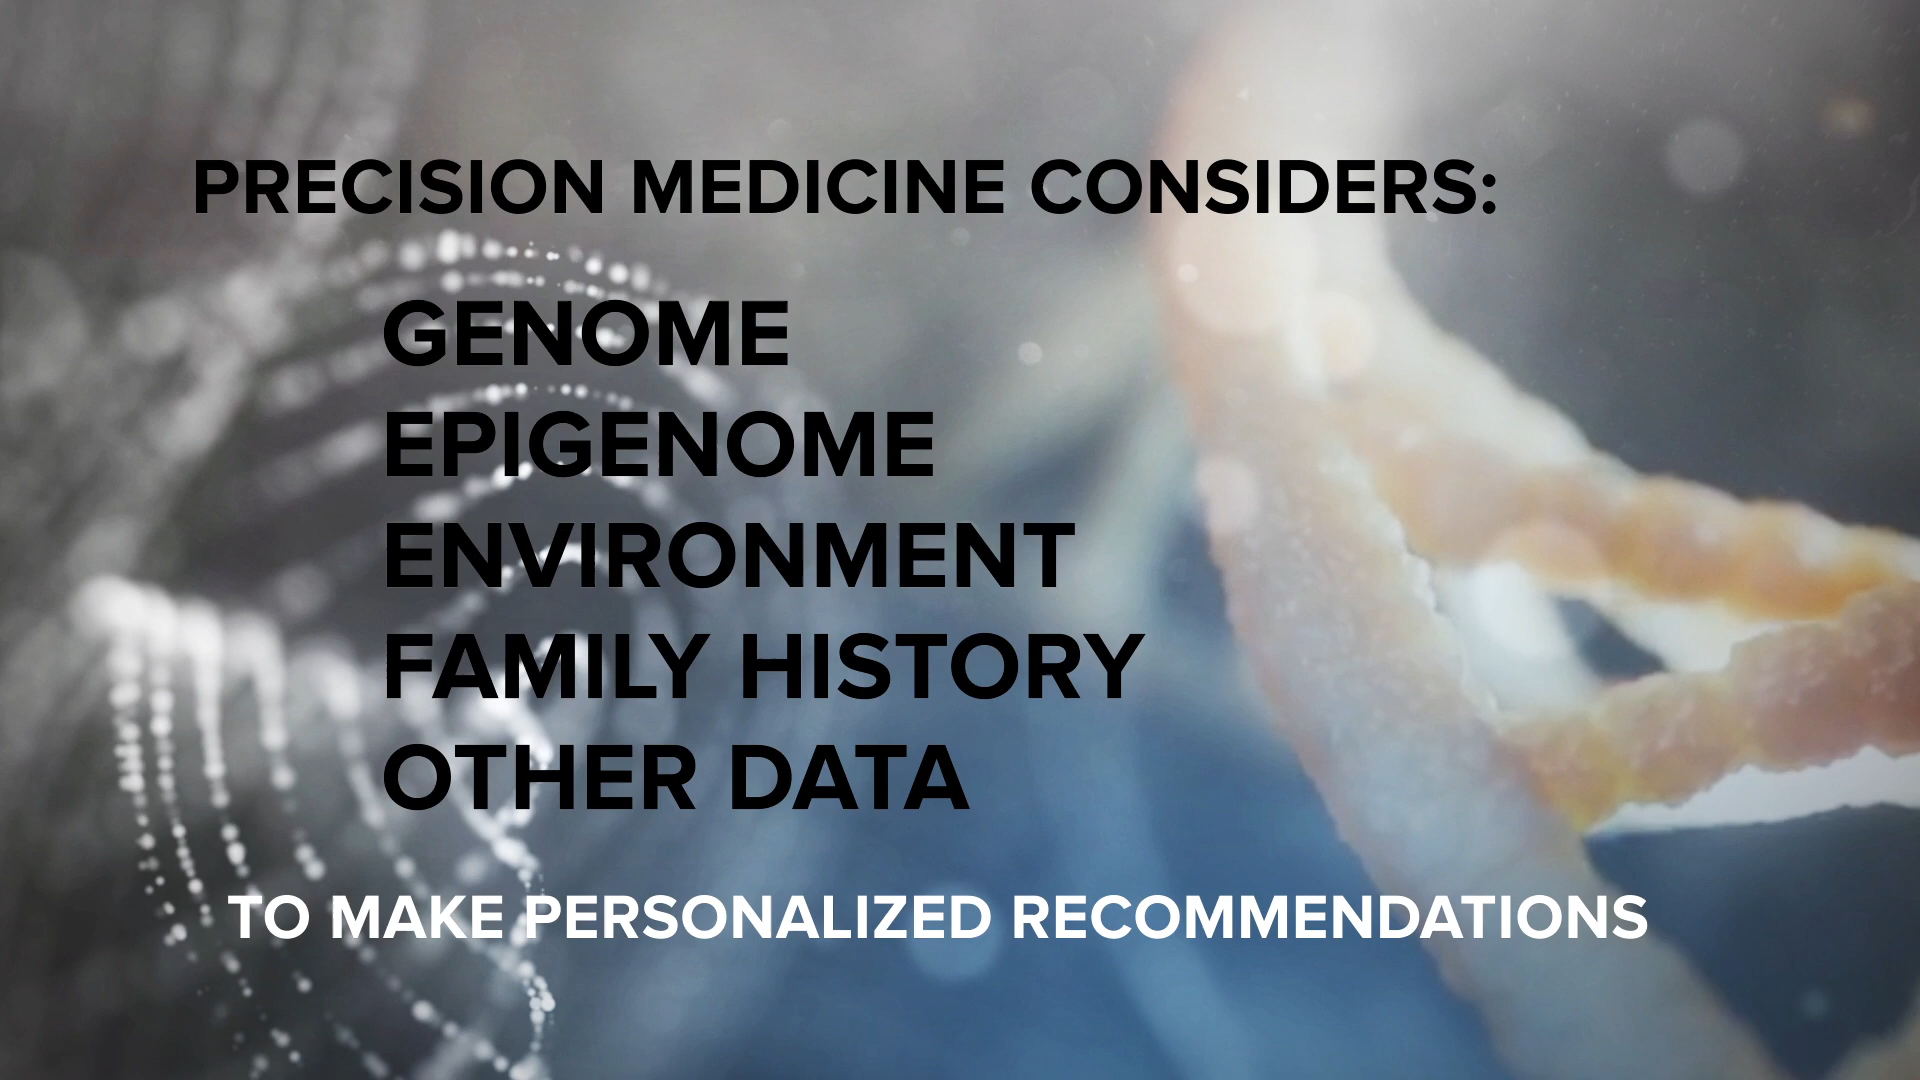 PRECISION MEDICINE CONSIDERS:
GENOME
EPIGENOME
ENVIRONMENT
FAMILY HISTORY
OTHER DATA
TO MAKE PERSONALIZED RECOMMENDATIONS